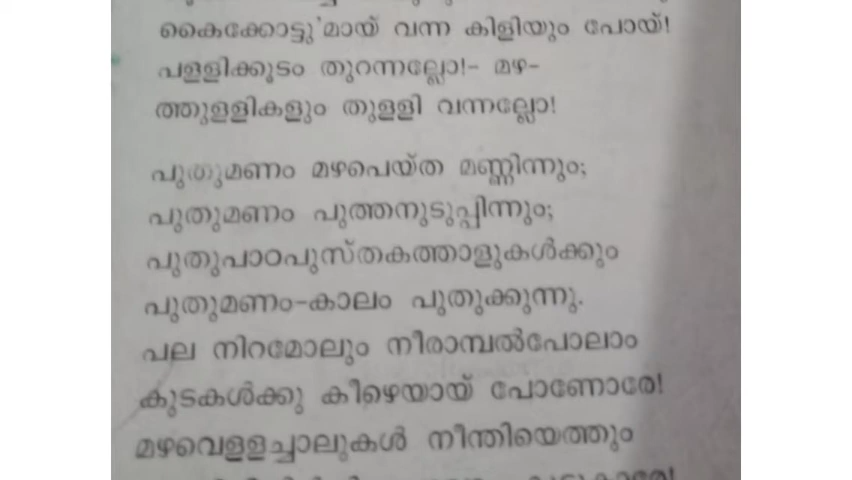 കൈക്കോട്ടു'മായ് വന്ന കിളിയും പോയ്!
പള്ളിക്കൂടം തുറന്നല്ലോ!- മഴ-
ത്തുള്ളികളും തുള്ളി വന്നല്ലോ!
പുതുമണം മഴപെയ്ത മണ്ണിന്നും;
പുതുമണം പുത്തനുടുപ്പിന്നും;
പുതുപാഠപുസ്തകത്താളുകൾക്കും
പുതുമണം-കാലം പുതുക്കുന്നു.
പല നിറമോലും നീരാമ്പൽപോലാം
കുടകൾക്കു കീഴെയായ് പോണോരേ!
മഴവെള്ളച്ചാലുകൾ നീന്തിയെത്തും